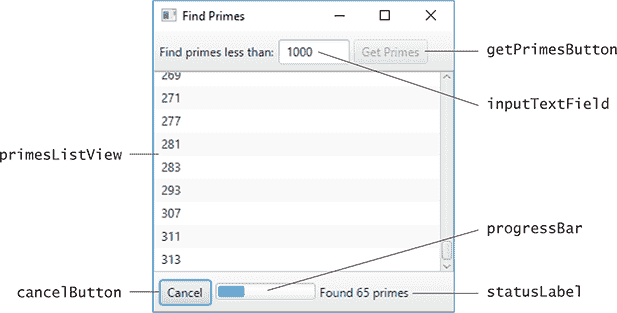 Find Primes
Find primes less than: 1000 Get Primes
getPrimesButton
269
inputTextField
271
277
281
primesListView
283
293
307
311
progressBar
313
cancelButton
Cancel
Found 65 primes
statusLabel